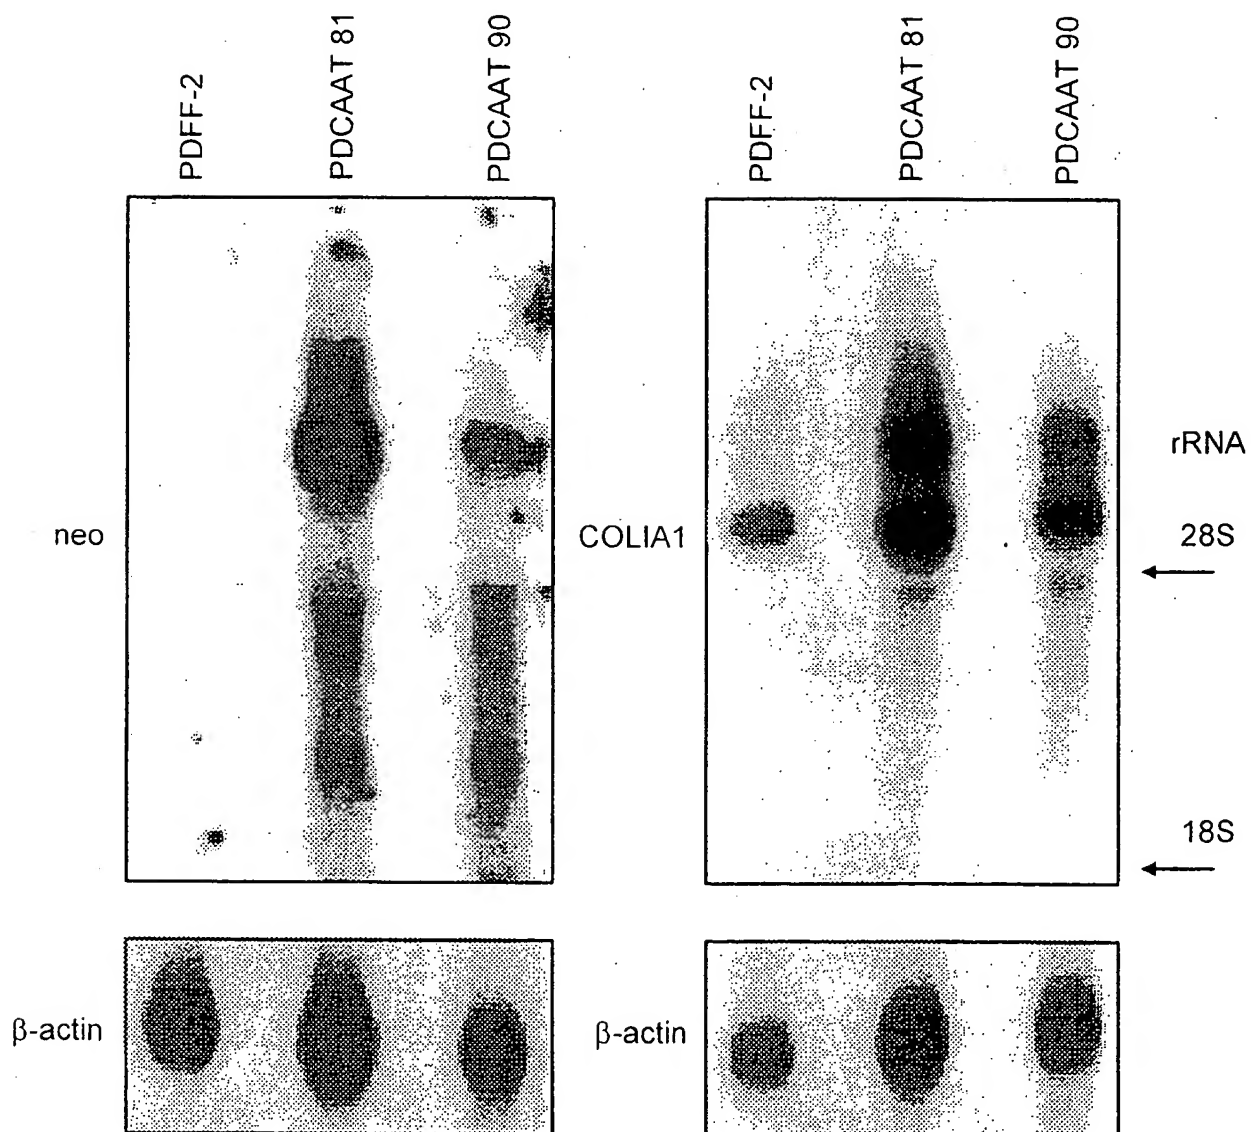 PDFF-2
PDCAAT 81
PDCAAT 90
PDFF-2
PDCAAT 81
PDCAAT 90
neo
COLIA1
rRNA
28S
18S
β-actin
β-actin